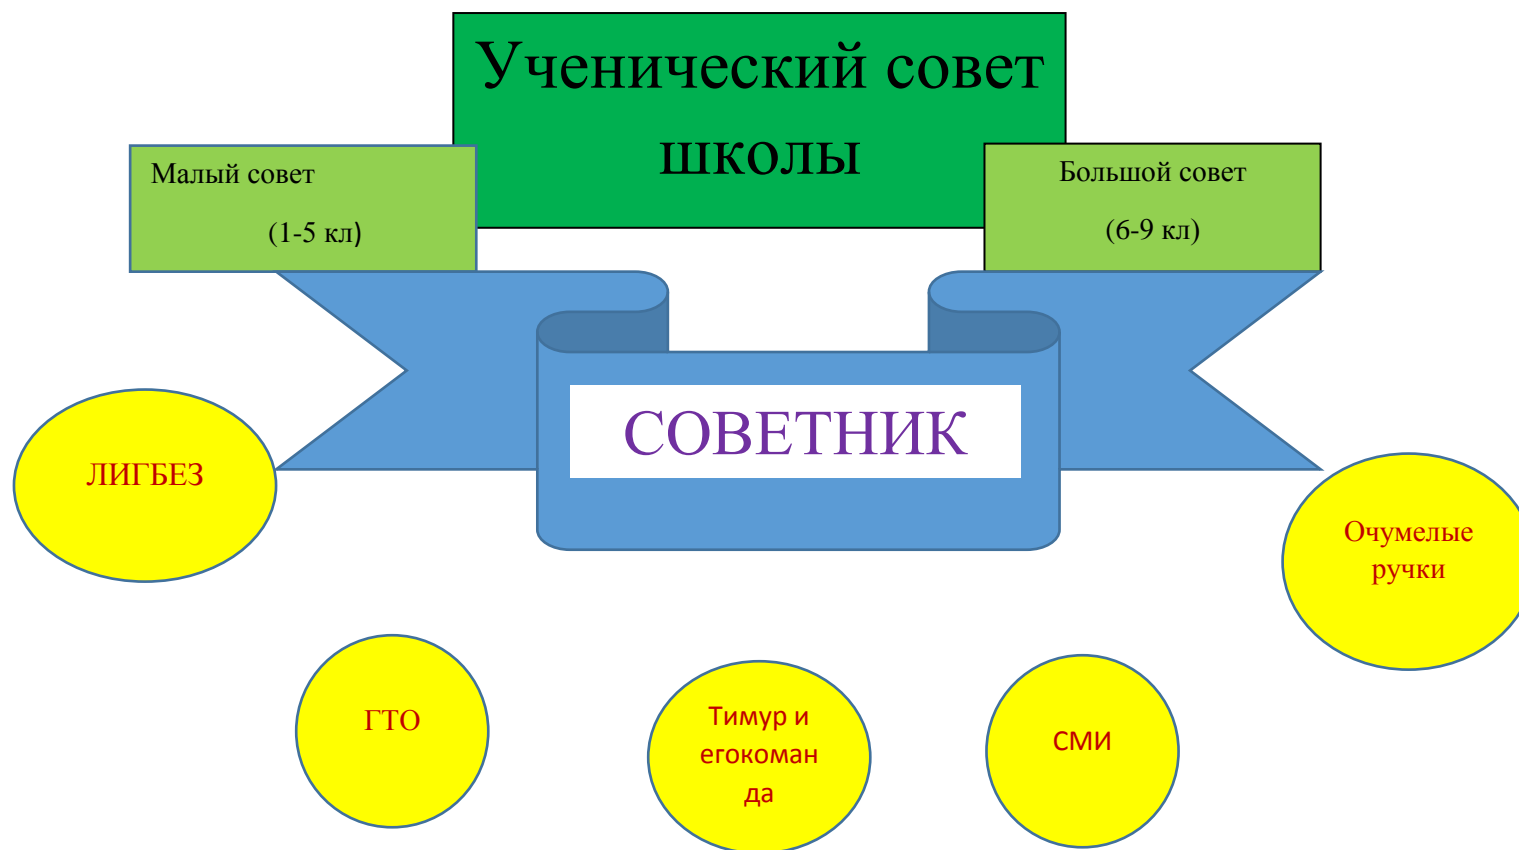 Ученический совет
школы
Малый совет
(1-5 кл)
Большой совет
(6-9 кл)
СОВЕТНИК
ЛИГБЕЗ
Очумелые
ручки
ГТО
Тимур и
егокоман
да
СМИ